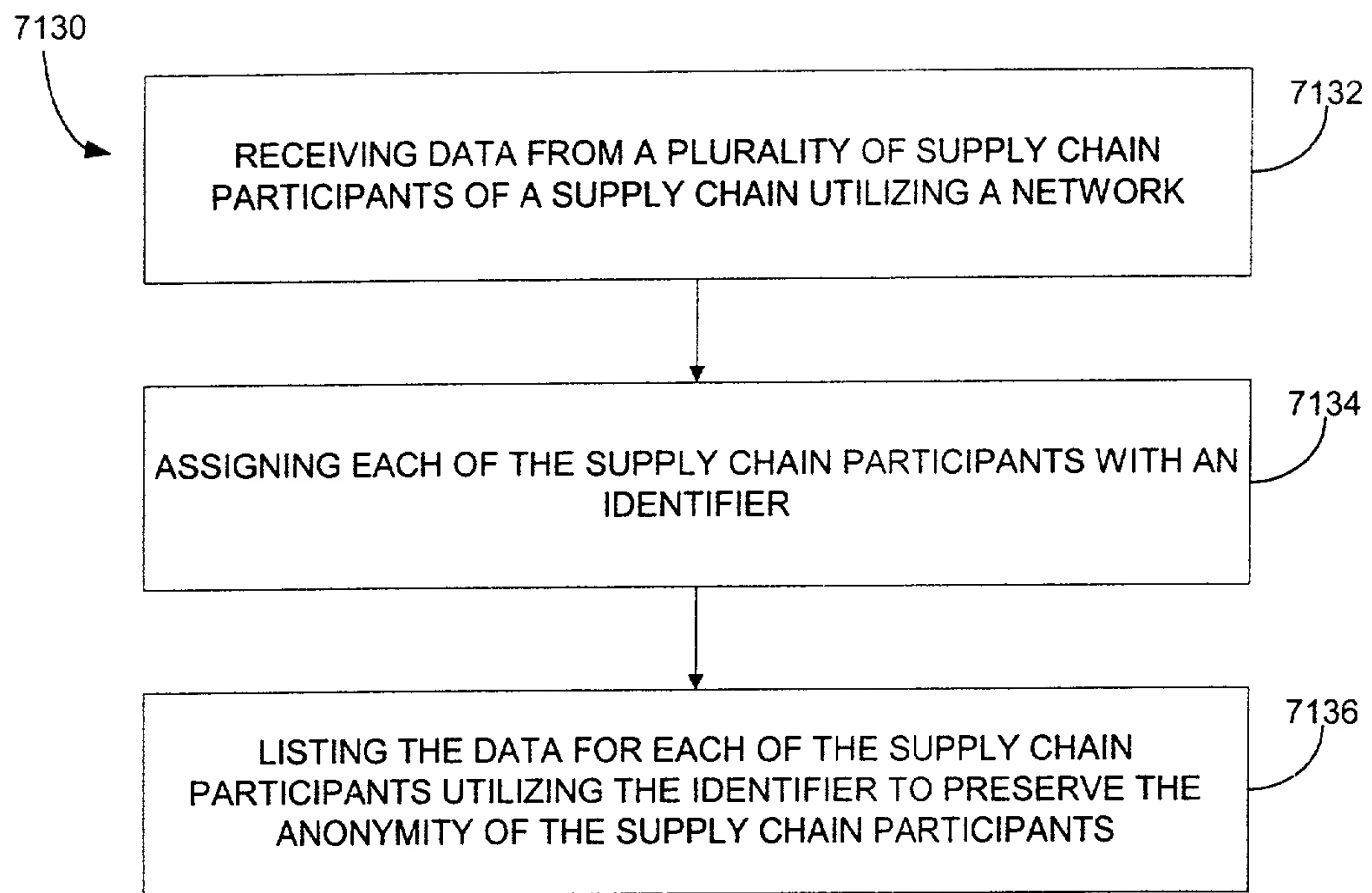 7130
7132
RECEIVING DATA FROM A PLURALITY OF SUPPLY CHAIN
PARTICIPANTS OF A SUPPLY CHAIN UTILIZING A NETWORK
7134
ASSIGNING EACH OF THE SUPPLY CHAIN PARTICIPANTS WITH AN
IDENTIFIER
7136
LISTING THE DATA FOR EACH OF THE SUPPLY CHAIN
PARTICIPANTS UTILIZING THE IDENTIFIER TO PRESERVE THE
ANONYMITY OF THE SUPPLY CHAIN PARTICIPANTS